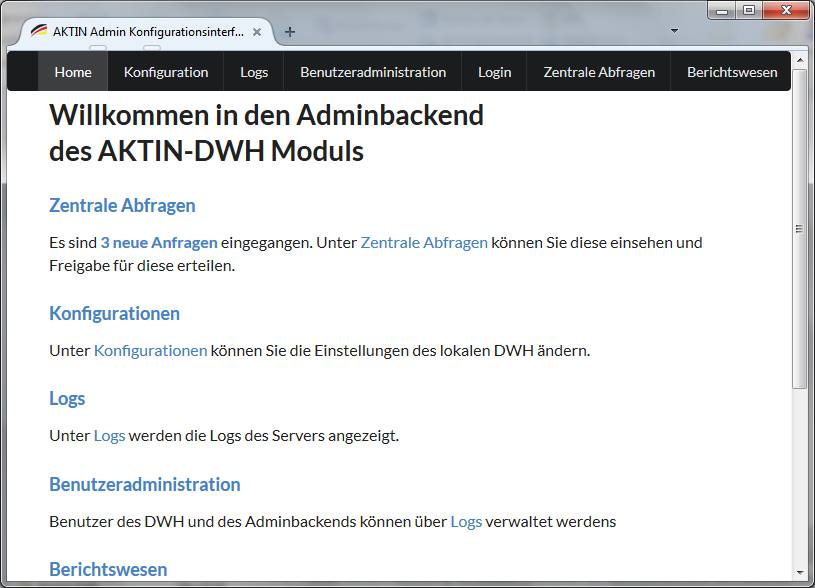 AKTIN Admin Konfigurationsinterf...
Home Konfiguration Logs Benutzeradministration Login Zentrale Abfragen Berichtswesen
Willkommen in den Adminbackend
des AKTIN-DWH Moduls
Zentrale Abfragen
Es sind 3 neue Anfragen eingegangen. Unter Zentrale Abfragen können Sie diese einsehen und
Freigabe für diese erteilen.
Konfigurationen
Unter Konfigurationen können Sie die Einstellungen des lokalen DWH ändern.
Logs
Unter Logs werden die Logs des Servers angezeigt.
Benutzeradministration
Benutzer des DWH und des Adminbackends können über Logs verwaltet werdens
Berichtswesen